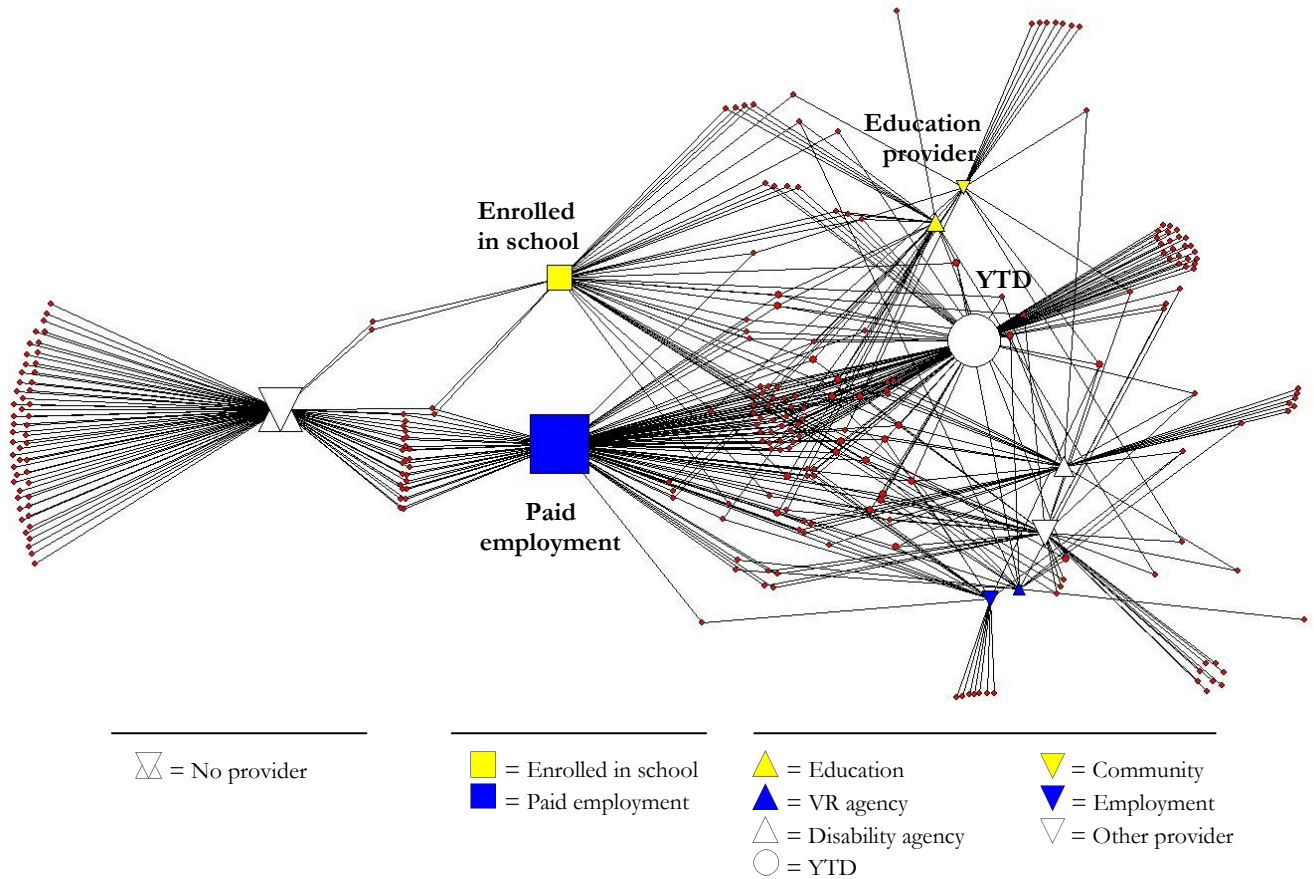 Education
provider
Enrolled
in school
YTD
Paid
employment
= No provider
= Enrolled in school
= Paid employment
= Education
= VR agency
= Disability agency
= YTD
= Community
= Employment
= Other provider